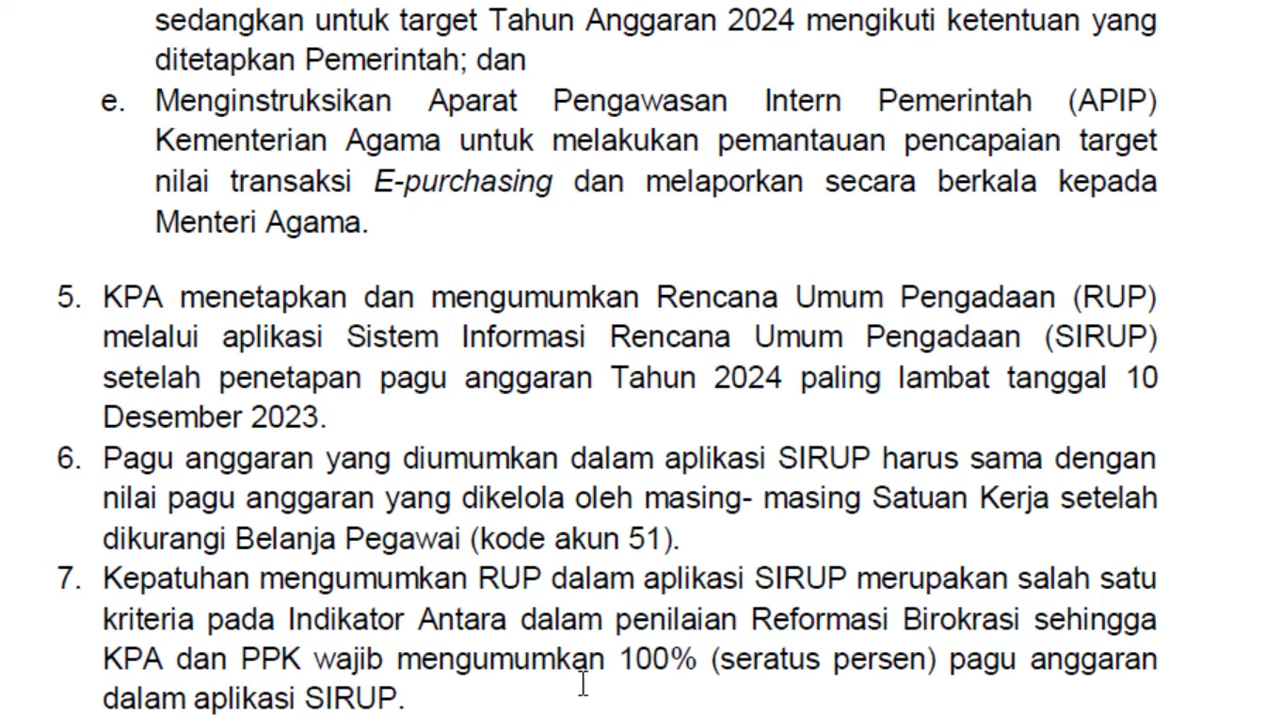 sedangkan untuk target Tahun Anggaran 2024 mengikuti ketentuan yang
ditetapkan Pemerintah; dan
e. Menginstruksikan Aparat Pengawasan Intern Pemerintah (APIP)
Kementerian Agama untuk melakukan pemantauan pencapaian target
nilai transaksi E-purchasing dan melaporkan secara berkala kepada
Menteri Agama.
5. KPA menetapkan dan mengumumkan Rencana Umum Pengadaan (RUP)
melalui aplikasi Sistem Informasi Rencana Umum Pengadaan (SIRUP)
setelah penetapan pagu anggaran Tahun 2024 paling lambat tanggal 10
Desember 2023.
6. Pagu anggaran yang diumumkan dalam aplikasi SIRUP harus sama dengan
nilai pagu anggaran yang dikelola oleh masing- masing Satuan Kerja setelah
dikurangi Belanja Pegawai (kode akun 51).
7. Kepatuhan mengumumkan RUP dalam aplikasi SIRUP merupakan salah satu
kriteria pada Indikator Antara dalam penilaian Reformasi Birokrasi sehingga
KPA dan PPK wajib mengumumkan 100% (seratus persen) pagu anggaran
dalam aplikasi SIRUP.